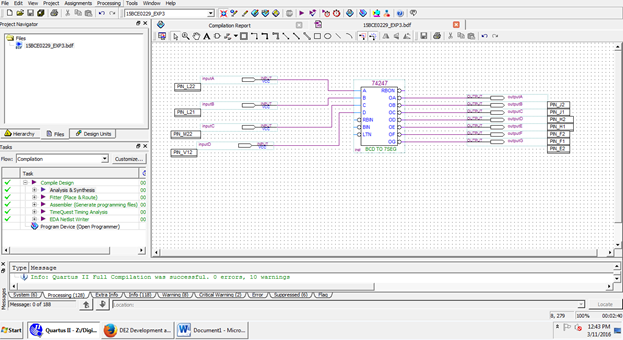 File Edit View Project Assignments Processing Tools Window Help
15BCE0229_EXP3
Project Navigator
Files
15BCE0229_EXP3.bdf
Hierarchy Files Design Units
Tasks
Flow: Compilation Customize...
Task
Compile Design 00
Analysis & Synthesis 00
Fitter (Place & Route) 00
Assembler (Generate programming files) 00
TimeQuest Timing Analysis 00
EDA Netlist Writer 00
Program Device (Open Programmer)
Compilation Report 15BCE0229_EXP3.bdf
inputA INPUT VCC
PIN_L22
inputB INPUT VCC
PIN_L21
inputC INPUT VCC
PIN_M22
inputD INPUT VCC
PIN_V12
74247
A RBON
B OA
C OB
D OC
RBIN OD
BIN OE
LTN OF
OG
BCD TO 7SEG
OUTPUT outputA
PIN_J2
OUTPUT outputB
PIN_J1
OUTPUT outputC
PIN_H2
OUTPUT outputD
PIN_H1
OUTPUT outputE
PIN_F2
OUTPUT outputF
PIN_F1
OUTPUT outputG
PIN_E2
Type Message
Info: Quartus II Full Compilation was successful. 0 errors, 10 warnings
System (6) Processing (128) Extra Info Info (118) Warning (8) Critical Warning (2) Error Suppressed (6) Flag
Messages
Message: 0 of 188 Location: Locate
8, 279 100% 00:02:40
Start Quartus II - Z:/Digi... DE2 Development a... Document1 - Micro...
12:43 PM
3/11/2016